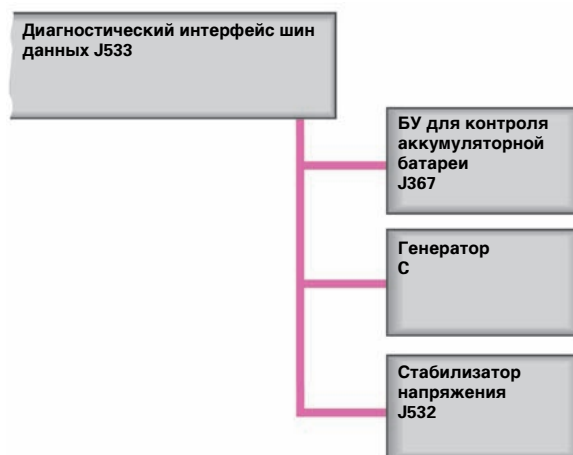 Диагностический интерфейс шин
данных J533
БУ для контроля
аккумуляторной
батареи
J367
Генератор
C
Стабилизатор
напряжения
J532